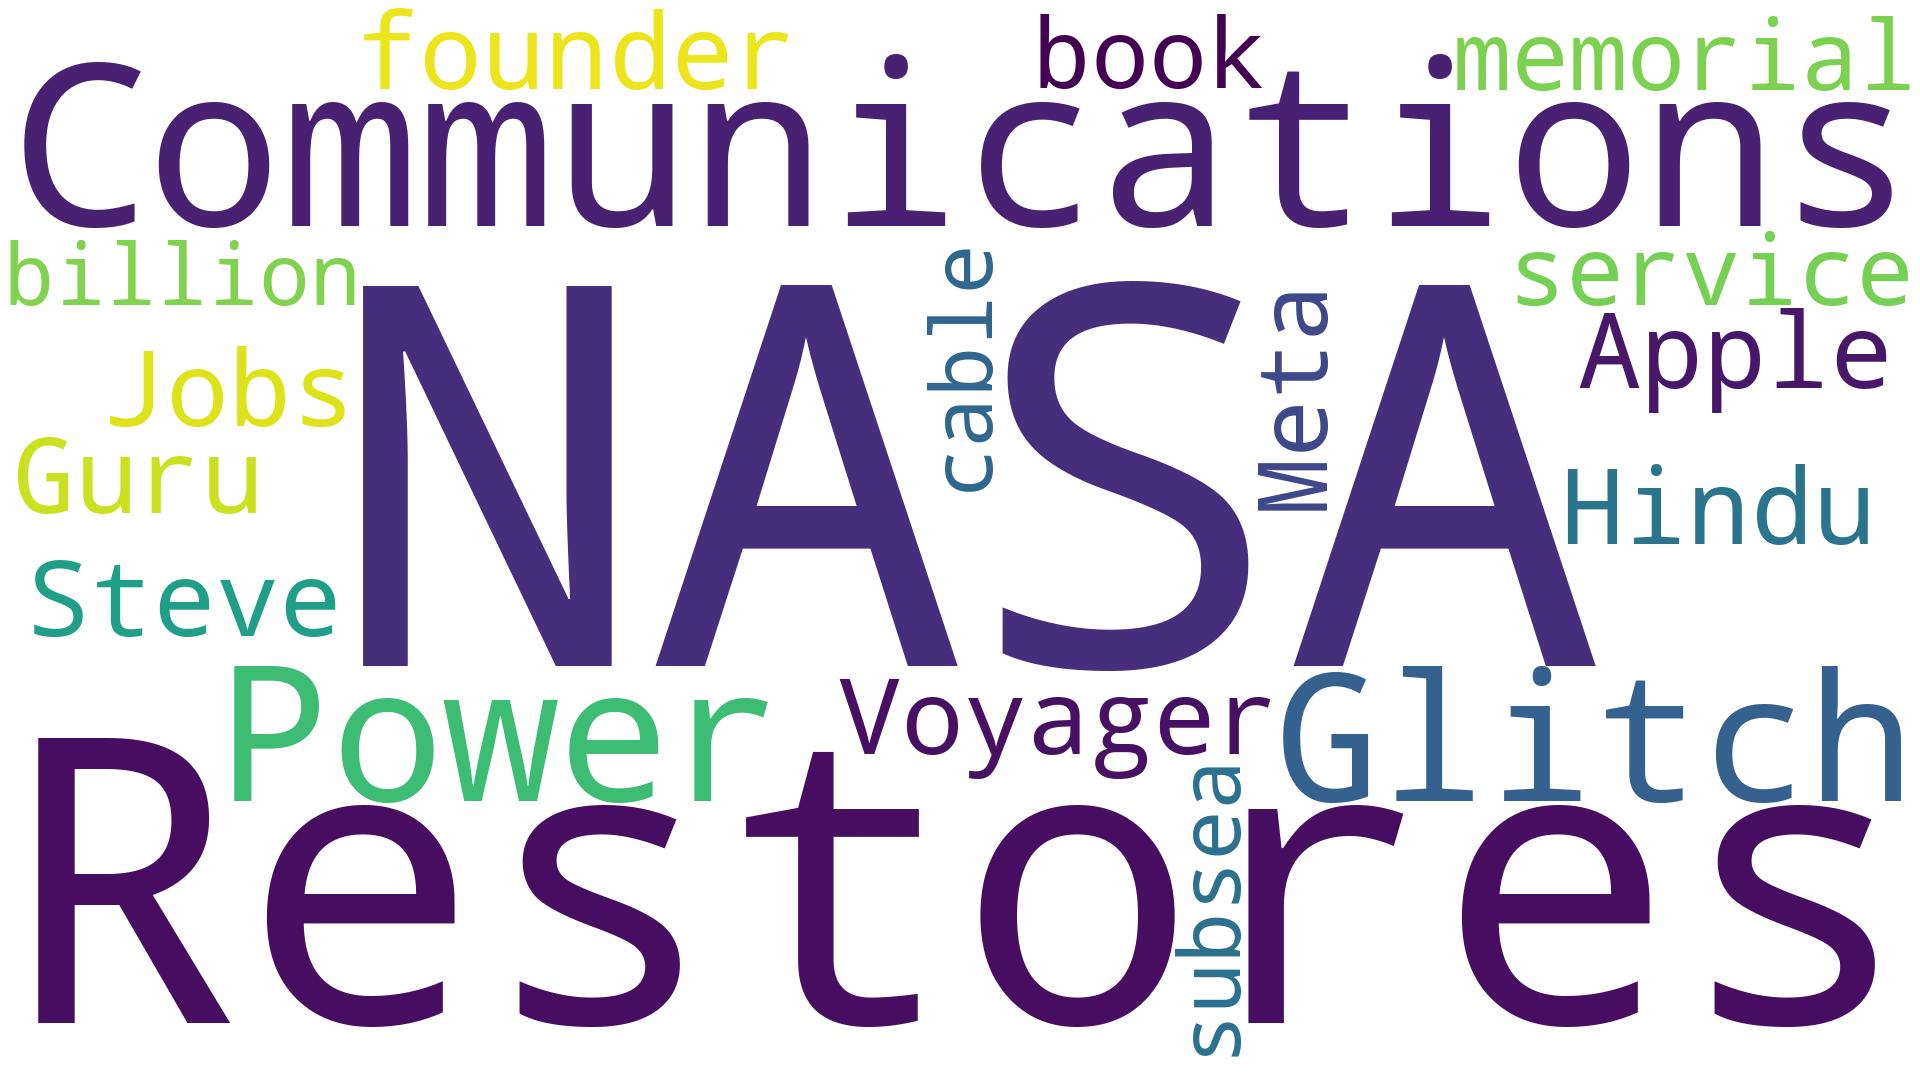 founder
book
memorial
Communications
billion
cable
service
NASA
Meta
Apple
Jobs
Guru
Hindu
Steve
Power
Voyager
Glitch
Restores
subsea